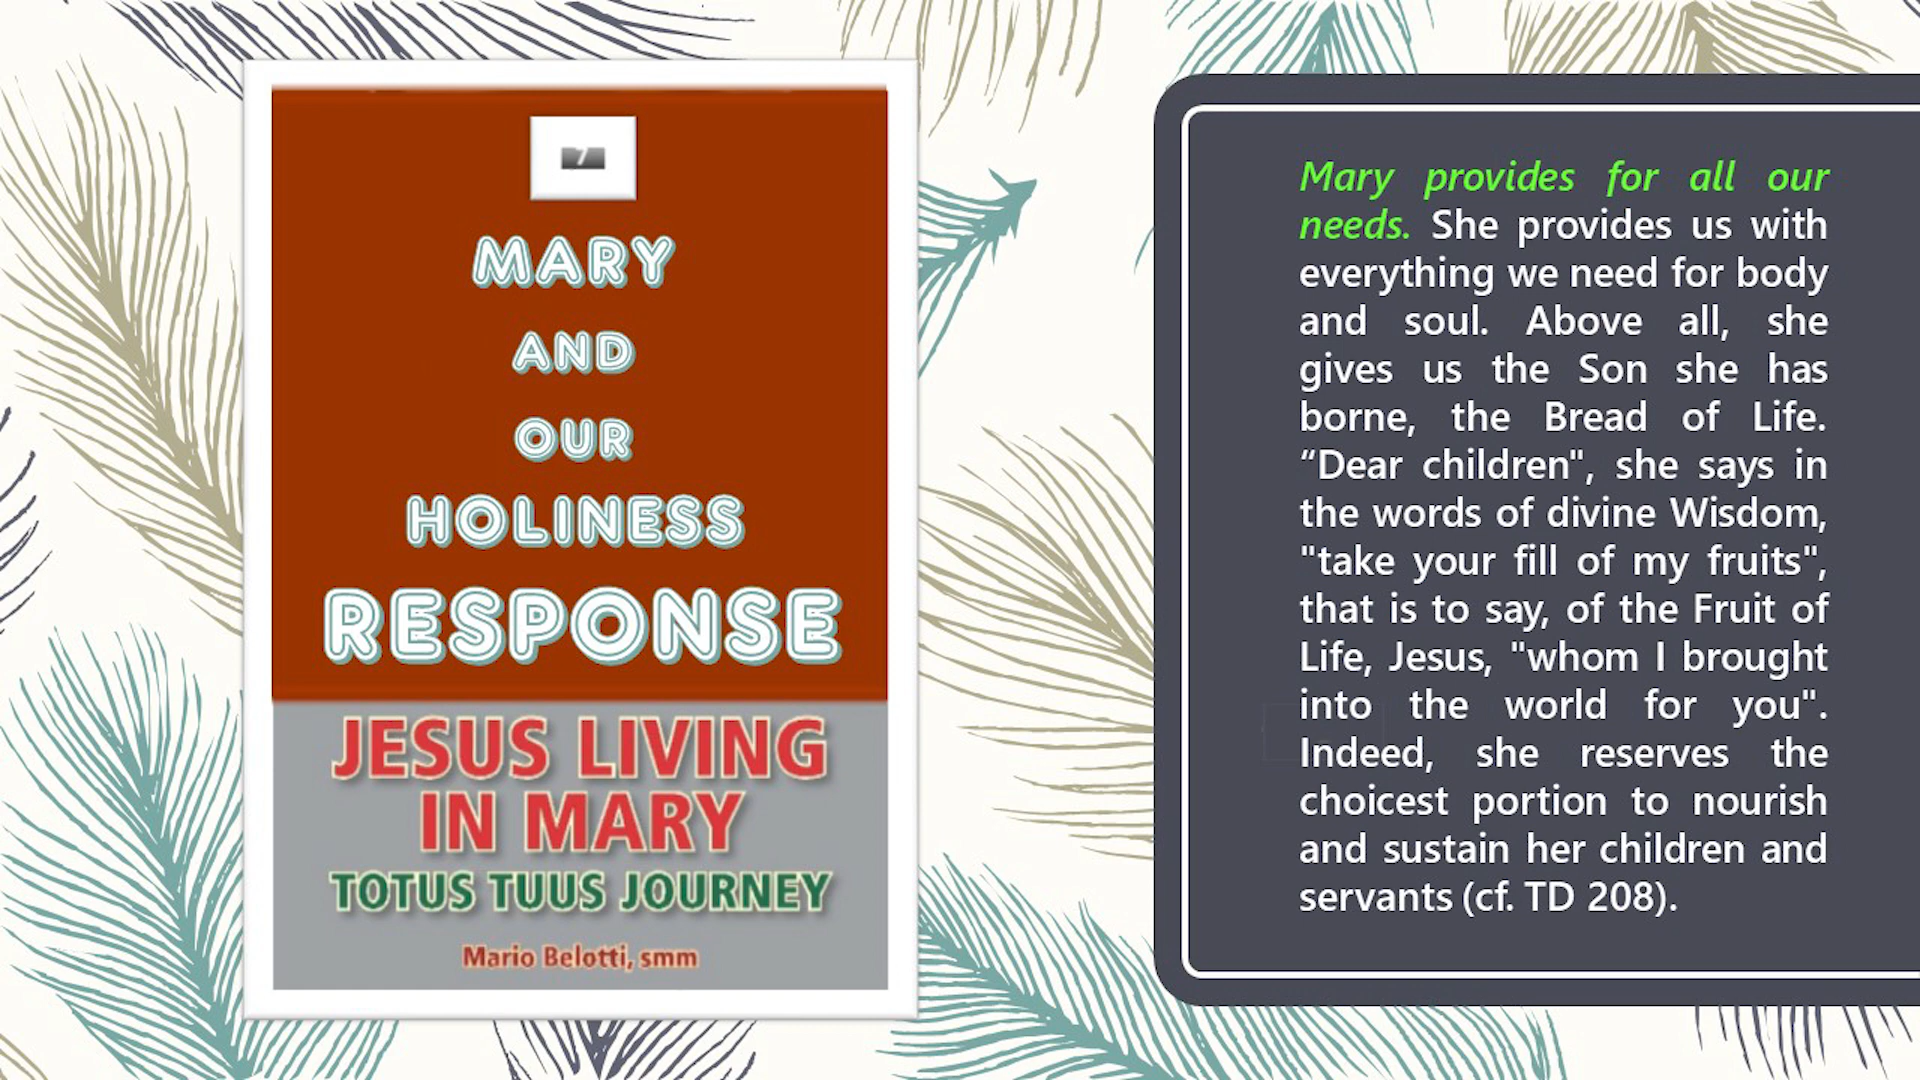 7
MARY
AND
OUR
HOLINESS
RESPONSE
JESUS LIVING
IN MARY
TOTUS TUUS JOURNEY
Mario Belotti, smm
Mary provides for all our
needs. She provides us with
everything we need for body
and soul. Above all, she
gives us the Son she has
borne, the Bread of Life.
“Dear children", she says in
the words of divine Wisdom,
"take your fill of my fruits",
that is to say, of the Fruit of
Life, Jesus, "whom I brought
into the world for you".
Indeed, she reserves the
choicest portion to nourish
and sustain her children and
servants (cf. TD 208).